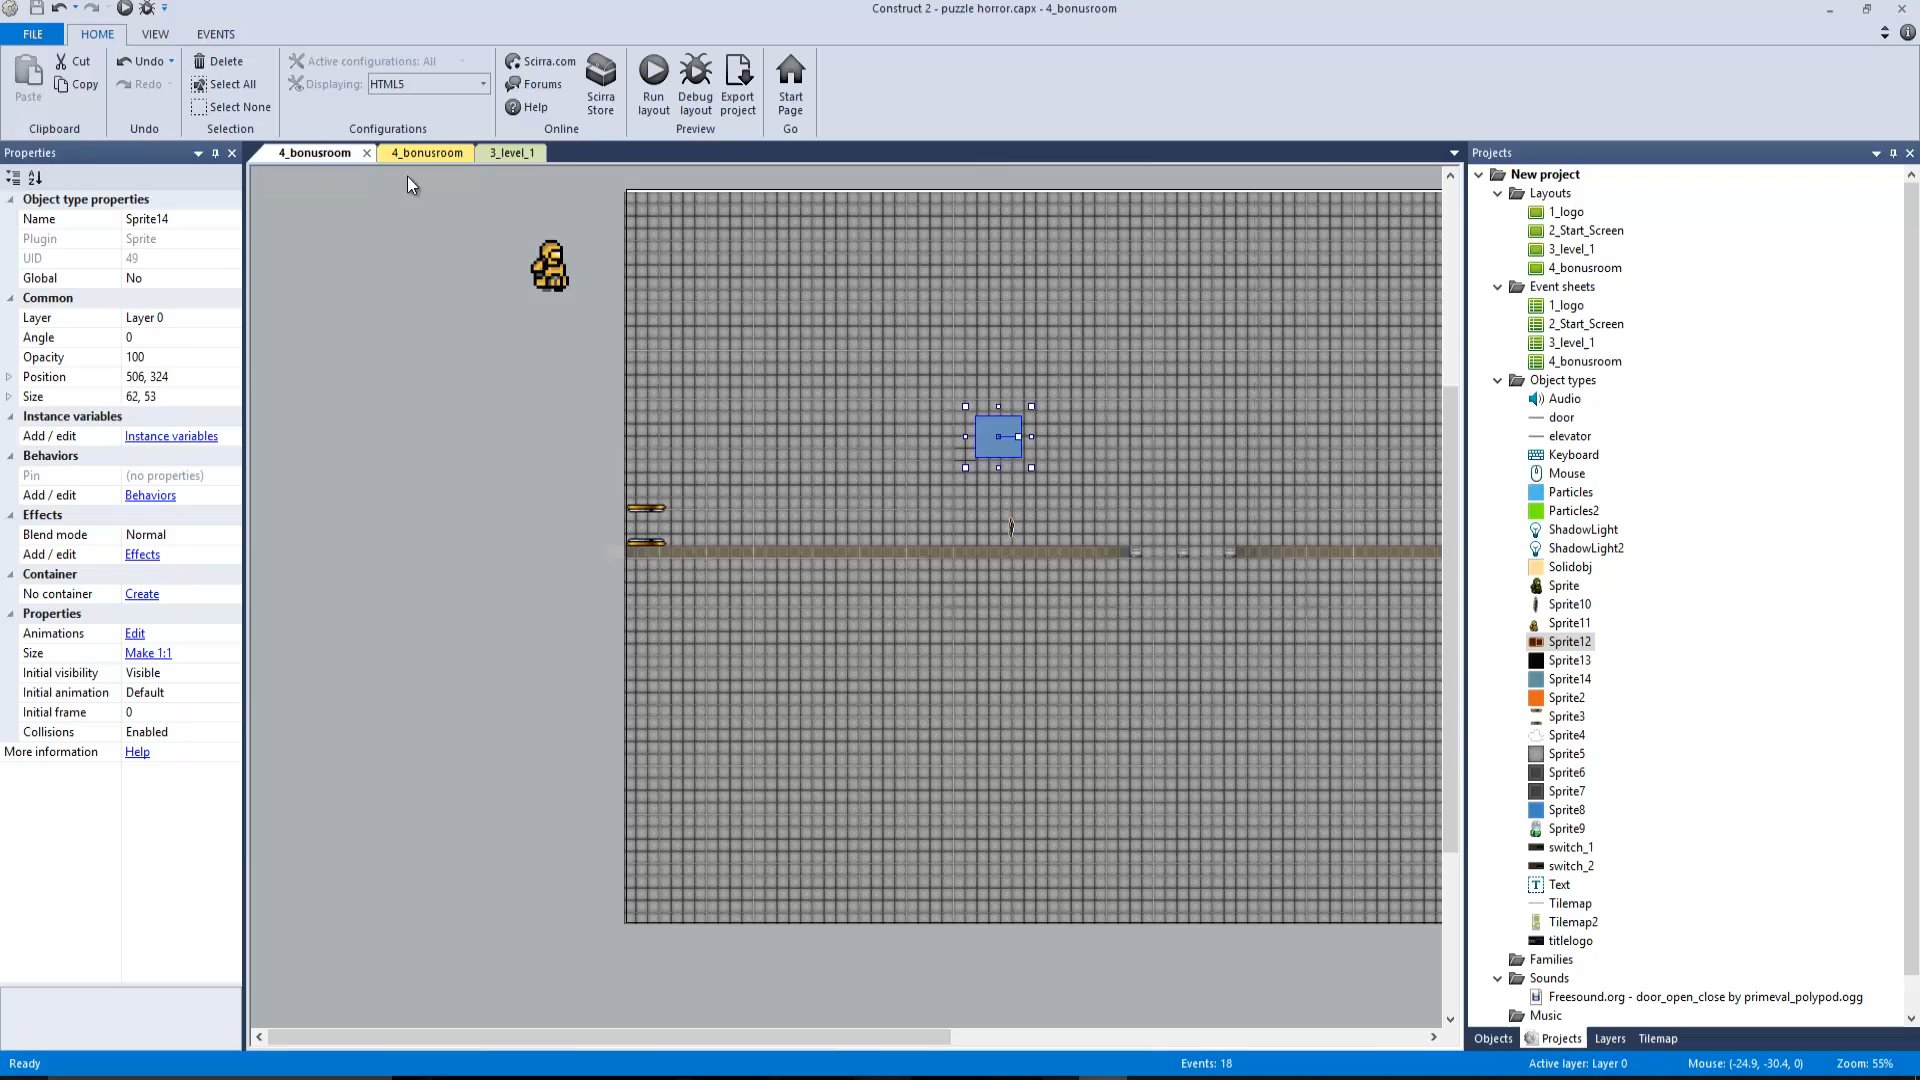 Construct 2 - puzzle horror.capx - 4_bonusroom
FILE HOME VIEW EVENTS
Paste
Cut
Copy
Clipboard
Undo
Redo
Undo
Delete
Select All
Select None
Selection
Active configurations: All
Displaying: HTML5
Configurations
Scirra.com
Forums
Help
Scirra Store
Online
Run layout
Debug layout
Export project
Preview
Start Page
Go
Properties
4_bonusroom
4_bonusroom
3_level_1
Projects
Object type properties
Name Sprite14
Plugin Sprite
UID 49
Global No
Common
Layer Layer 0
Angle 0
Opacity 100
Position 506, 324
Size 62, 53
Instance variables
Add / edit Instance variables
Behaviors
Pin (no properties)
Add / edit Behaviors
Effects
Blend mode Normal
Add / edit Effects
Container
No container Create
Properties
Animations Edit
Size Make 1:1
Initial visibility Visible
Initial animation Default
Initial frame 0
Collisions Enabled
More information Help
New project
Layouts
1_logo
2_Start_Screen
3_level_1
4_bonusroom
Event sheets
1_logo
2_Start_Screen
3_level_1
4_bonusroom
Object types
Audio
door
elevator
Keyboard
Mouse
Particles
Particles2
ShadowLight
ShadowLight2
Solidobj
Sprite
Sprite10
Sprite11
Sprite12
Sprite13
Sprite14
Sprite2
Sprite3
Sprite4
Sprite5
Sprite6
Sprite7
Sprite8
Sprite9
switch_1
switch_2
Text
Tilemap
Tilemap2
titlelogo
Families
Sounds
Freesound.org - door_open_close by primeval_polypod.ogg
Music
Objects Projects Layers Tilemap
Ready Events: 18 Active layer: Layer 0 Mouse: (-24.9, -30.4, 0) Zoom: 55%